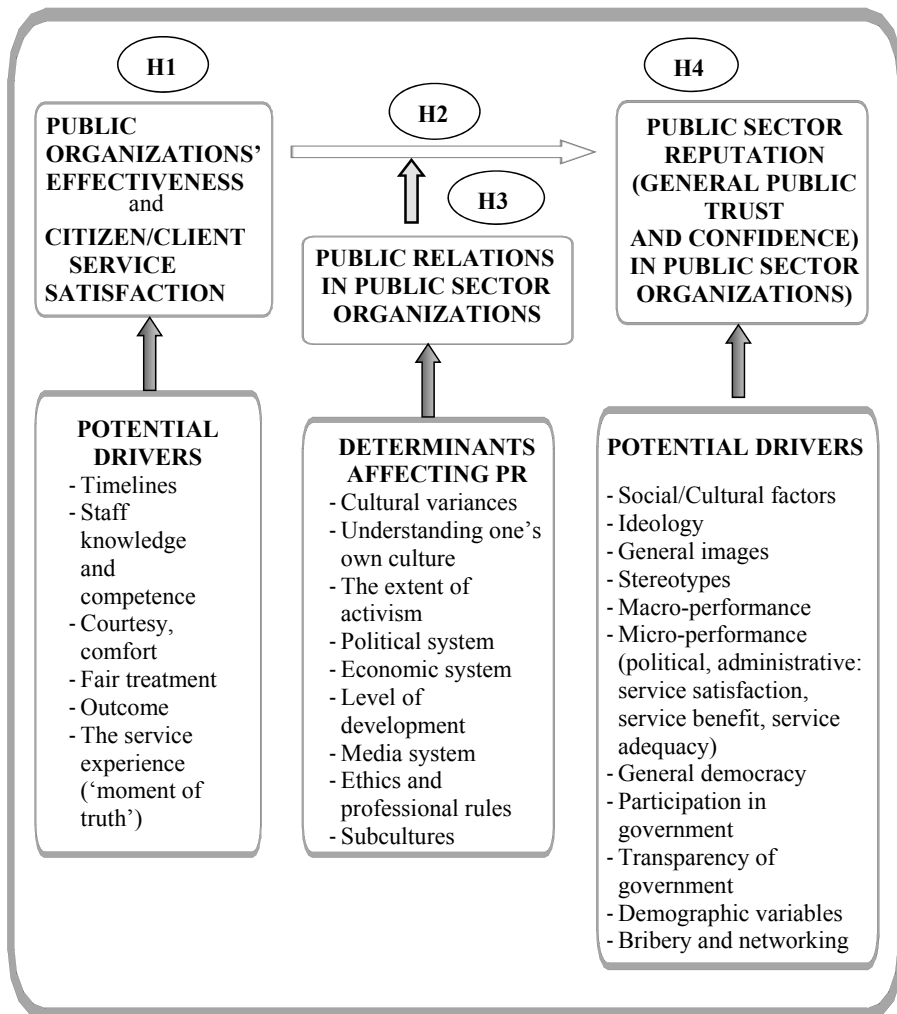 H1
PUBLIC
ORGANIZATIONS’
EFFECTIVENESS
and
CITIZEN/CLIENT
SERVICE
SATISFACTION
H2
H3
PUBLIC RELATIONS
IN PUBLIC SECTOR
ORGANIZATIONS
H4
PUBLIC SECTOR
REPUTATION
(GENERAL PUBLIC
TRUST
AND CONFIDENCE)
IN PUBLIC SECTOR
ORGANIZATIONS)
POTENTIAL
DRIVERS
- Timelines
- Staff
knowledge
and
competence
- Courtesy,
comfort
- Fair treatment
- Outcome
- The service
experience
(‘moment of
truth’)
DETERMINANTS
AFFECTING PR
- Cultural variances
- Understanding one’s
own culture
- The extent of
activism
- Political system
- Economic system
- Level of
development
- Media system
- Ethics and
professional rules
- Subcultures
POTENTIAL DRIVERS
- Social/Cultural factors
- Ideology
- General images
- Stereotypes
- Macro-performance
- Micro-performance
(political, administrative:
service satisfaction,
service benefit, service
adequacy)
- General democracy
- Participation in
government
- Transparency of
government
- Demographic variables
- Bribery and networking